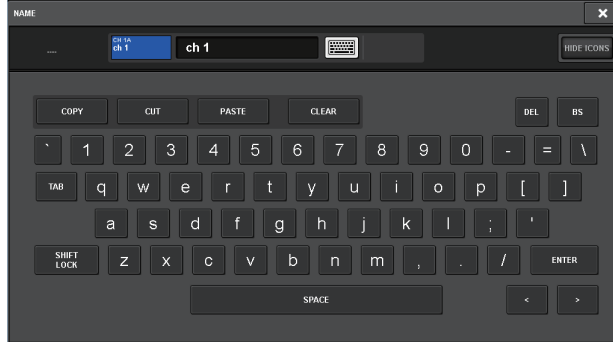 NAME
CH 1A
---- ch 1 ch 1 HIDE ICONS
COPY CUT PASTE CLEAR DEL BS
` 1 2 3 4 5 6 7 8 9 0 - = \
TAB q w e r t y u i o p [ ]
a s d f g h j k l ; '
SHIFT LOCK z x c v b n m , . / ENTER
SPACE < >